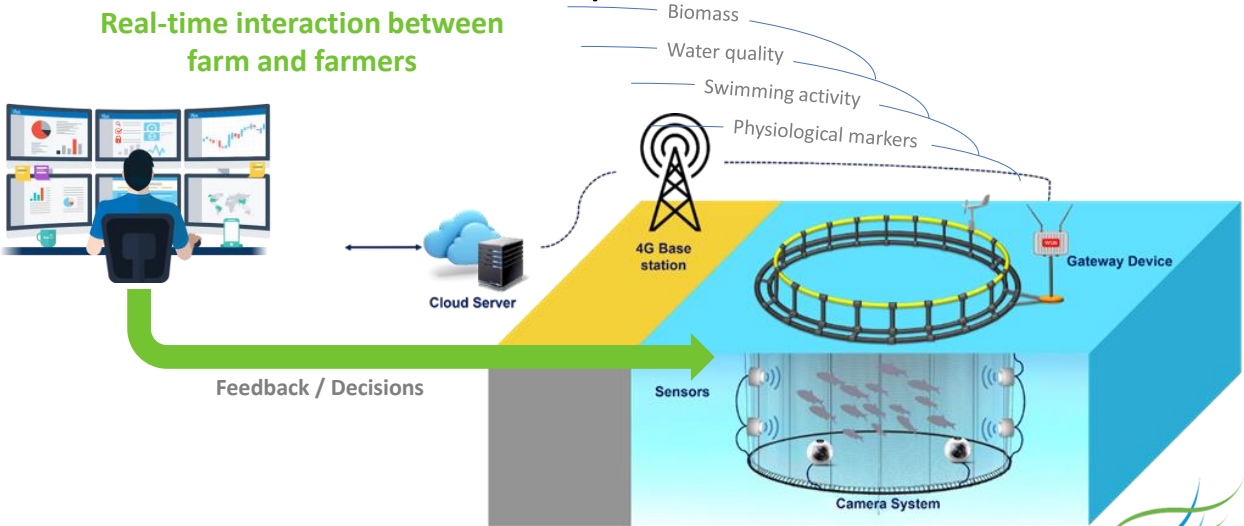 Real-time interaction between
farm and farmers
Biomass
Water quality
Swimming activity
Physiological markers
4G Base
station
Gateway Device
Cloud Server
Feedback / Decisions
Sensors
Camera System